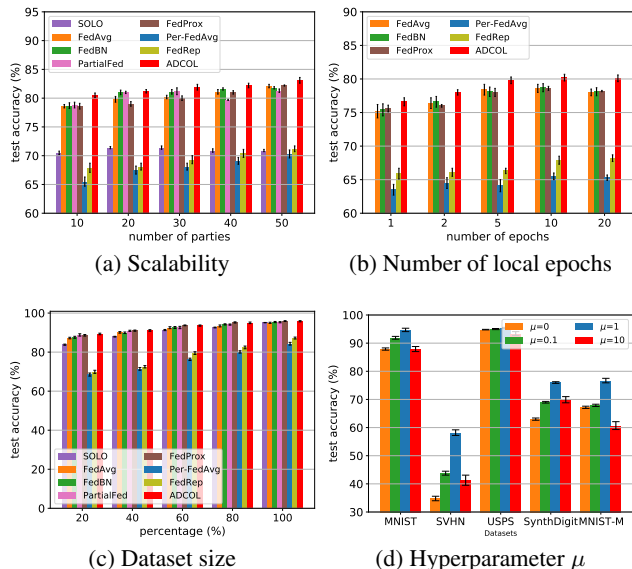 90
85
80
75
70
65
60
test accuracy (%)
SOLO
FedAvg
FedBN
PartialFed
FedProx
Per-FedAvg
FedRep
ADCOL
10 20 30 40 50
number of parties
(a) Scalability
90
85
80
75
70
65
60
test accuracy (%)
FedAvg
FedBN
FedProx
Per-FedAvg
FedRep
ADCOL
1 2 5 10 20
number of epochs
(b) Number of local epochs
100
80
60
40
20
0
test accuracy (%)
SOLO
FedAvg
FedBN
PartialFed
FedProx
Per-FedAvg
FedRep
ADCOL
20 40 60 80 100
percentage (%)
(c) Dataset size
100
90
80
70
60
50
40
30
test accuracy (%)
μ=0
μ=0.1
μ=1
μ=10
MNIST SVHN USPS SynthDigit MNIST-M
Datasets
(d) Hyperparameter μ